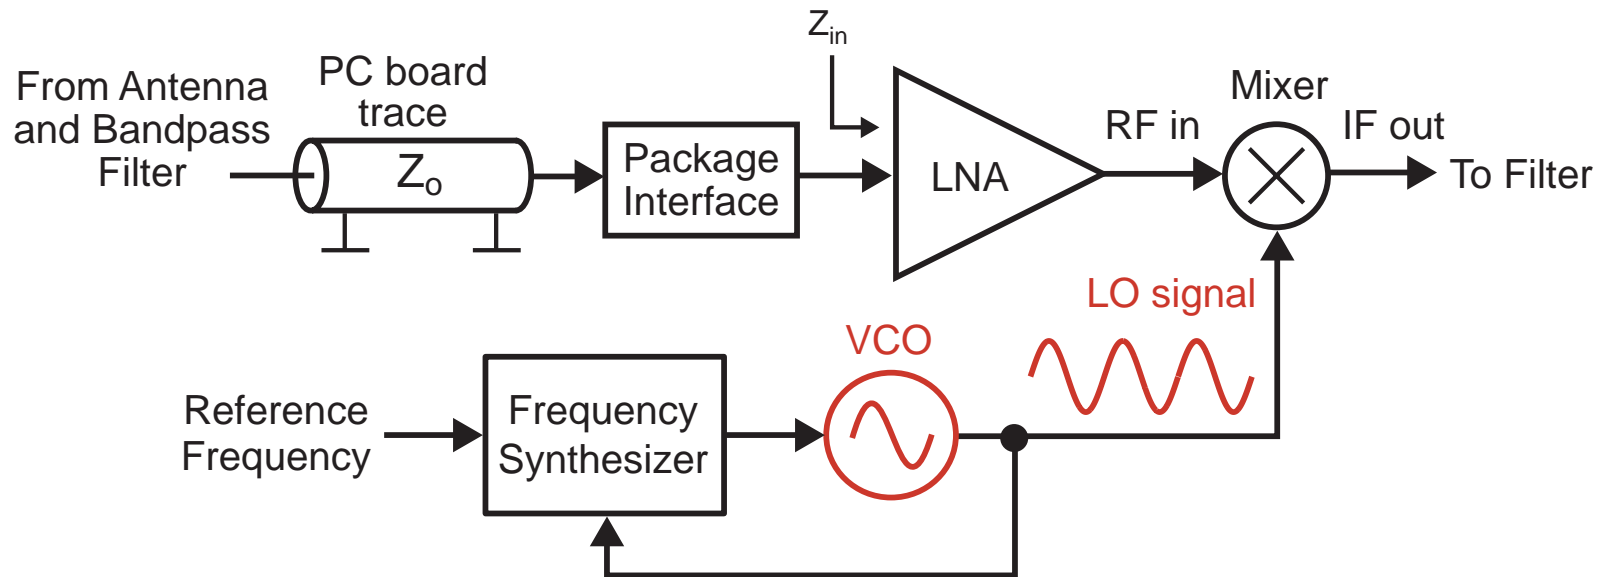 Z_in
From Antenna
and Bandpass
Filter
PC board
trace
Z_o
Package
Interface
LNA
RF in
Mixer
IF out
To Filter
LO signal
VCO
Reference
Frequency
Frequency
Synthesizer